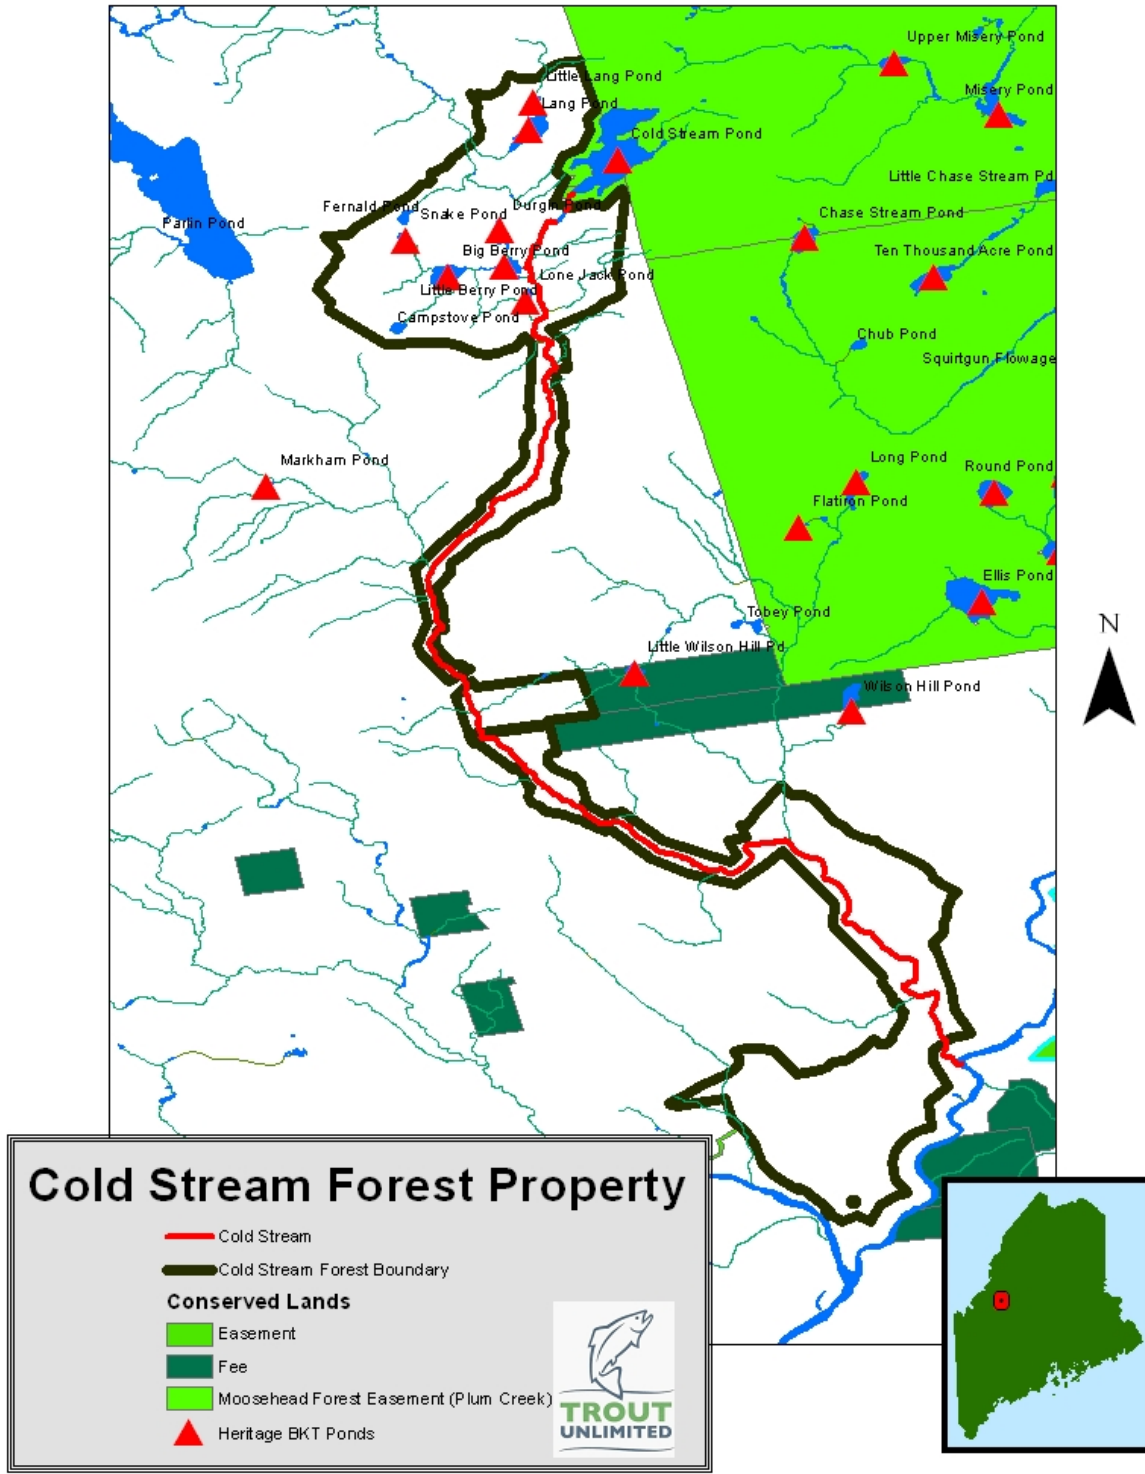 Upper Misery Pond
Little Lang Pond
Misery Pond
Lang Pond
Cold Stream Pond
Little Chase Stream Pd
Fernald Pond
Durgin Pond
Snake Pond
Chase Stream Pond
Parlin Pond
Big Berry Pond
Ten Thousand Acre Pond
Lone Jack Pond
Little Berry Pond
Campstove Pond
Chub Pond
Squirtgun Flowage
Markham Pond
Long Pond
Round Pond
Flatiron Pond
Ellis Pond
Tobey Pond
N
Little Wilson Hill Pd
Wilson Hill Pond
Cold Stream Forest Property
Cold Stream
Cold Stream Forest Boundary
Conserved Lands
Easement
Fee
Moosehead Forest Easement (Plum Creek)
Heritage BKT Ponds
TROUT
UNLIMITED